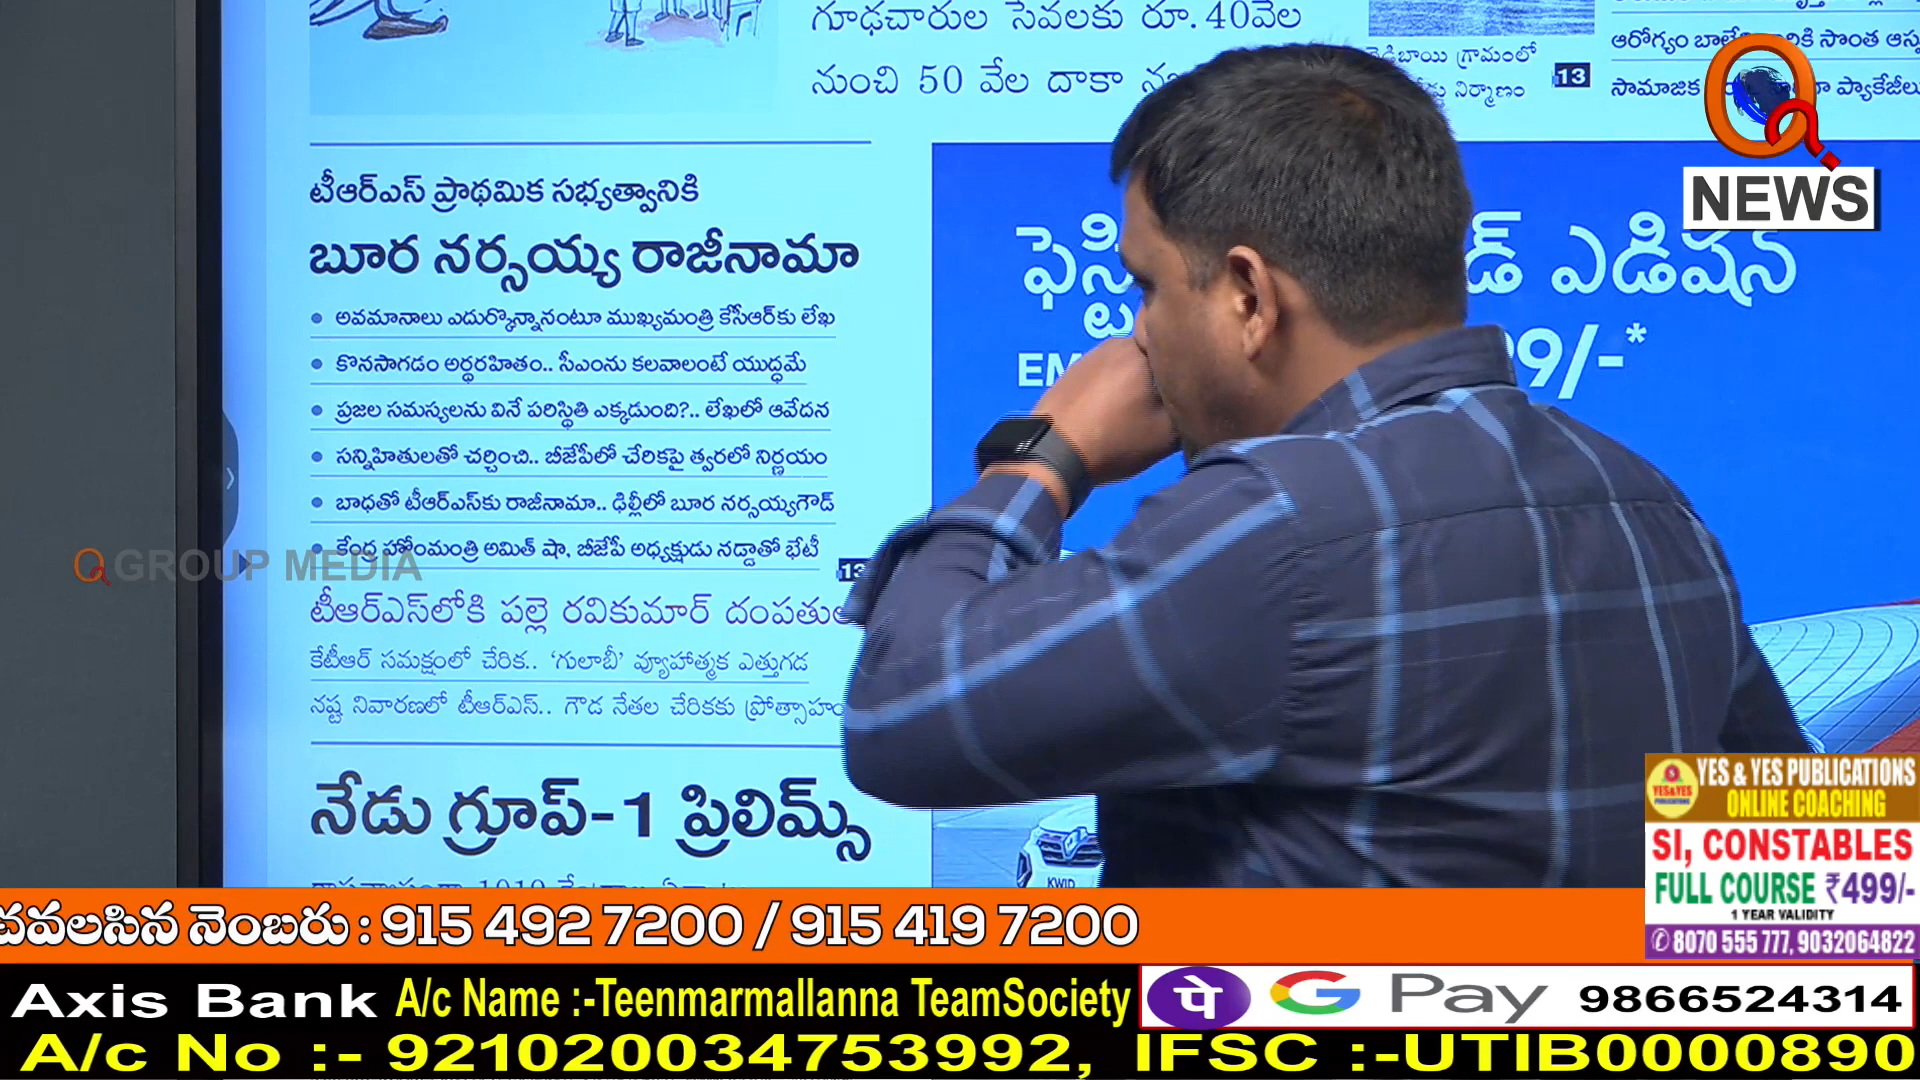 గూఢచారుల సేవలకు రూ.40వేల
నుంచి 50 వేల దాకా
గ్రామంలో
నిర్మాణం
13
ఆరోగ్యం
సొంత
సామాజిక
ప్యాకేజీలు
Q
NEWS
టీఆర్ఎస్ ప్రాథమిక సభ్యత్వానికి
బూర నర్సయ్య రాజీనామా
• అవమానాలు ఎదుర్కొన్నానంటూ ముఖ్యమంత్రి కేసీఆర్‌కు లేఖ
• కొనసాగడం అర్థరహితం.. సీఎంను కలవాలంటే యుద్ధమే
• ప్రజల సమస్యలను వినే పరిస్థితి ఎక్కడుంది?.. లేఖలో ఆవేదన
• సన్నిహితులతో చర్చించి.. బీజేపీలో చేరికపై త్వరలో నిర్ణయం
• బాధతో టీఆర్ఎస్‌కు రాజీనామా.. ఢిల్లీలో బూర నర్సయ్యగౌడ్
• కేంద్ర హోంమంత్రి అమిత్ షా, బీజేపీ అధ్యక్షుడు నడ్డాతో భేటీ
13
Q GROUP MEDIA
టీఆర్ఎస్‌లోకి పల్లె రవికుమార్ దంపతుల
కేటీఆర్ సమక్షంలో చేరిక.. ‘గులాబీ’ వ్యూహాత్మక ఎత్తుగడ
నష్ట నివారణలో టీఆర్ఎస్.. గౌడ నేతల చేరికకు ప్రోత్సాహం
నేడు గ్రూప్-1 ప్రిలిమ్స్
ఎడిషన్
99/-*
KWID
YES & YES PUBLICATIONS
ONLINE COACHING
YES&YES
SI, CONSTABLES
FULL COURSE ₹499/-
1 YEAR VALIDITY
8070 555 777, 9032064822
నెంబరు : 915 492 7200 / 915 419 7200
Axis Bank A/c Name :-Teenmarmallanna TeamSociety
पे G Pay 9866524314
A/c No :- 921020034753992, IFSC :-UTIB0000890